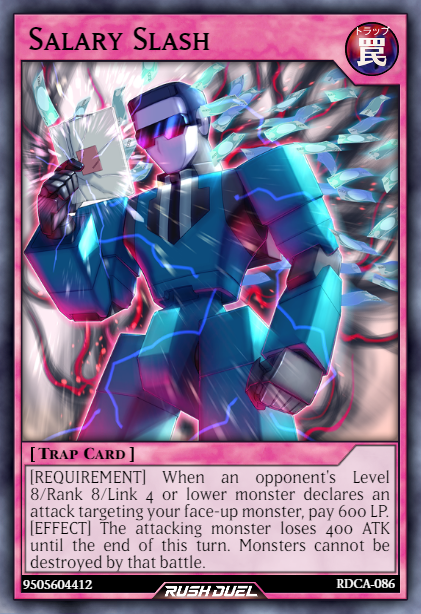 Salary Slash
トラップ
罠
[ Trap Card ]
[REQUIREMENT] When an opponent's Level
8/Rank 8/Link 4 or lower monster declares an
attack targeting your face-up monster, pay 600 LP.
[EFFECT] The attacking monster loses 400 ATK
until the end of this turn. Monsters cannot be
destroyed by that battle.
9505604412
RUSH DUEL
RDCA-086